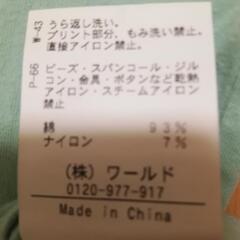 W-43
うら返し洗い。
プリント部分、もみ洗い禁止。
直接アイロン禁止。
P-66
ビーズ・スパンコール・ジル
コン・金具・ボタンなど乾熱
アイロン・スチームアイロン
禁止
綿 93%
ナイロン 7%
(株) ワールド
0120-977-917
Made in China